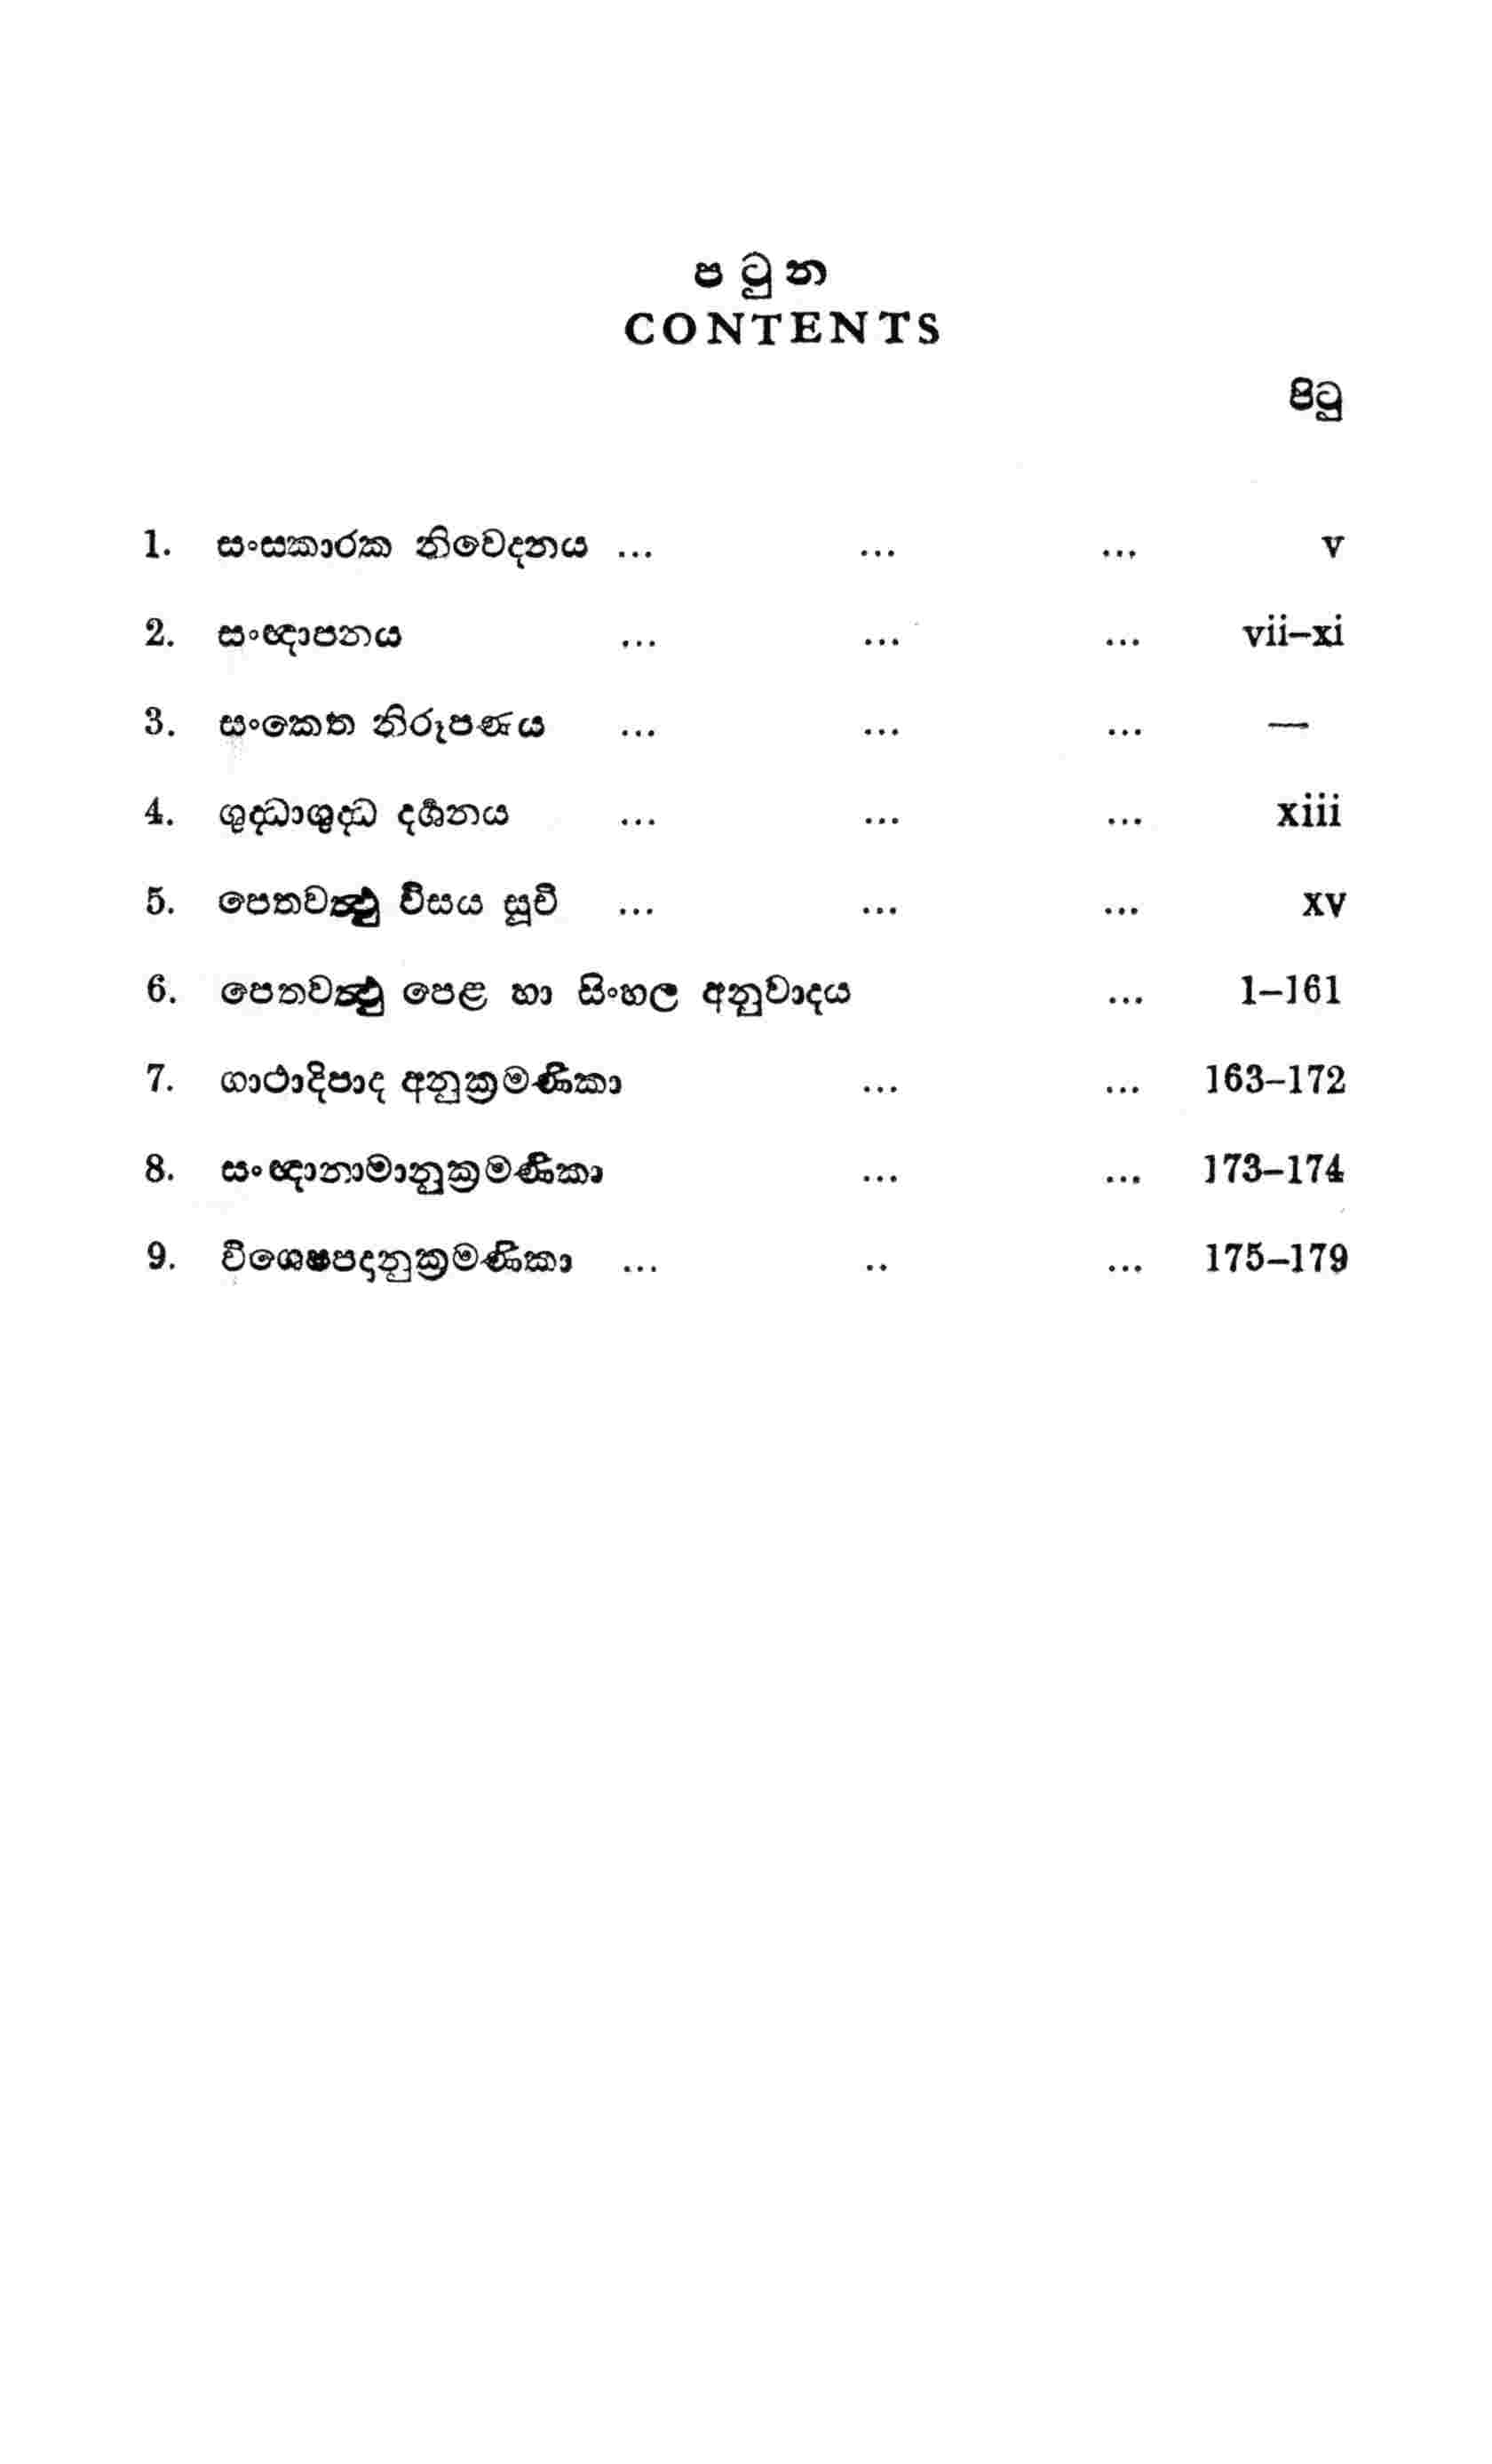 පටුන
CONTENTS
පිටු
1. සංසකාරක නිවෙදනය ... ... ... v
2. සංඥාපනය ... ... ... vii–xi
3. සංකෙත නිරූපණය ... ... ... —
4. ශුද්ධාශුද්ධ දර්ශනය ... ... ... xiii
5. පෙතවත්‍ථු විසය සූචි ... ... ... xv
6. පෙතවත්‍ථු පෙළ හා සිංහල අනුවාදය ... 1–161
7. ගාථාදිපාද අනුක්‍රමණිකා ... ... 163–172
8. සංඥානාමානුක්‍රමණිකා ... ... 173–174
9. විශෙෂපදානුක්‍රමණිකා ... .. ... 175–179